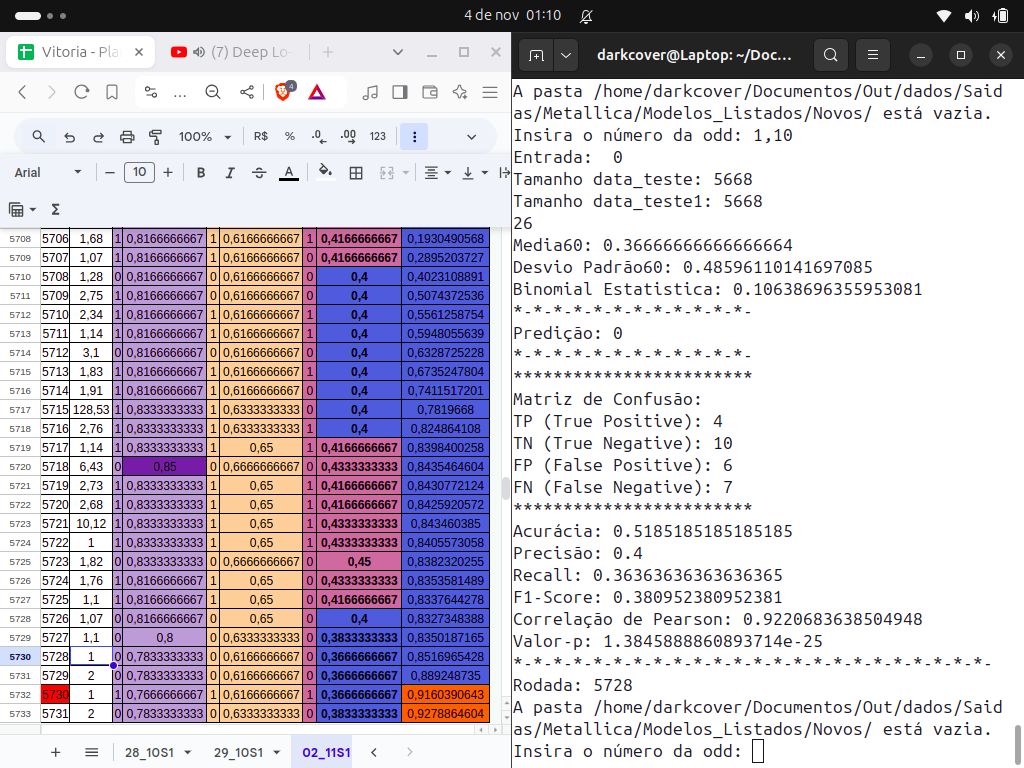 4 de nov 01:10
Vitoria - Pla
(7) Deep Lo
4
100% R$ % .0 .00 123
Arial 10 B I S A
Σ
5708 5706 1,68 1 0,8166666667 1 0,6166666667 1 0,4166666667 0,1930490568
5709 5707 1,07 1 0,8166666667 1 0,6166666667 0 0,4166666667 0,2895203727
5710 5708 1,28 0 0,8166666667 0 0,6166666667 0 0,4 0,4023108891
5711 5709 2,75 1 0,8166666667 0 0,6166666667 0 0,4 0,5074372536
5712 5710 2,34 1 0,8166666667 1 0,6166666667 1 0,4 0,5561258754
5713 5711 1,14 1 0,8166666667 1 0,6166666667 1 0,4 0,5948055639
5714 5712 3,1 0 0,8166666667 0 0,6166666667 0 0,4 0,6328725228
5715 5713 1,83 1 0,8166666667 1 0,6166666667 0 0,4 0,6735247804
5716 5714 1,91 1 0,8166666667 1 0,6166666667 0 0,4 0,7411517201
5717 5715 128,53 1 0,8333333333 1 0,6333333333 0 0,4 0,7819668
5718 5716 2,76 1 0,8333333333 1 0,6333333333 1 0,4 0,824864108
5719 5717 1,14 1 0,8333333333 1 0,65 1 0,4166666667 0,8398400258
5720 5718 6,43 0 0,85 0 0,6666666667 0 0,4333333333 0,8435464604
5721 5719 2,73 1 0,8333333333 1 0,65 1 0,4166666667 0,8430772124
5722 5720 2,68 1 0,8333333333 1 0,65 0 0,4166666667 0,8425920572
5723 5721 10,12 1 0,8333333333 1 0,65 0 0,4333333333 0,843460385
5724 5722 1 1 0,8333333333 1 0,65 1 0,4333333333 0,8405573058
5725 5723 1,82 0 0,8333333333 0 0,6666666667 0 0,45 0,8382320255
5726 5724 1,76 1 0,8166666667 1 0,65 0 0,4333333333 0,8353581489
5727 5725 1,1 1 0,8166666667 1 0,65 0 0,4166666667 0,8337644278
5728 5726 1,07 0 0,8166666667 0 0,65 0 0,4 0,8327348388
5729 5727 1,1 0 0,8 0 0,6333333333 0 0,3833333333 0,8350187165
5730 5728 1 0 0,7833333333 0 0,6166666667 0 0,3666666667 0,8516965428
5731 5729 2 0 0,7833333333 0 0,6166666667 0 0,3666666667 0,889248735
5732 5730 1 1 0,7666666667 1 0,6166666667 1 0,3666666667 0,9160390643
5733 5731 2 0 0,7833333333 0 0,6333333333 0 0,3833333333 0,9278864604
+ 28_10S1 29_10S1 02_11S1
darkcover@Laptop: ~/Doc...
A pasta /home/darkcover/Documentos/Out/dados/Said
as/Metallica/Modelos_Listados/Novos/ está vazia.
Insira o número da odd: 1,10
Entrada:  0
Tamanho data_teste: 5668
Tamanho data_teste1: 5668
26
Media60: 0.36666666666666664
Desvio Padrão60: 0.48596110141697085
Binomial Estatistica: 0.10638696355953081
*-*-*-*-*-*-*-*-*-*-*-*-
Predição: 0
*-*-*-*-*-*-*-*-*-*-*-*-
************************
Matriz de Confusão:
TP (True Positive): 4
TN (True Negative): 10
FP (False Positive): 6
FN (False Negative): 7
************************
Acurácia: 0.5185185185185185
Precisão: 0.4
Recall: 0.36363636363636365
F1-Score: 0.380952380952381
Correlação de Pearson: 0.9220683638504948
Valor-p: 1.3845888860893714e-25
*-*-*-*-*-*-*-*-*-*-*-*-*-*-*-*-*-*-*-*-*-*-*-*-
Rodada: 5728
A pasta /home/darkcover/Documentos/Out/dados/Said
as/Metallica/Modelos_Listados/Novos/ está vazia.
Insira o número da odd: